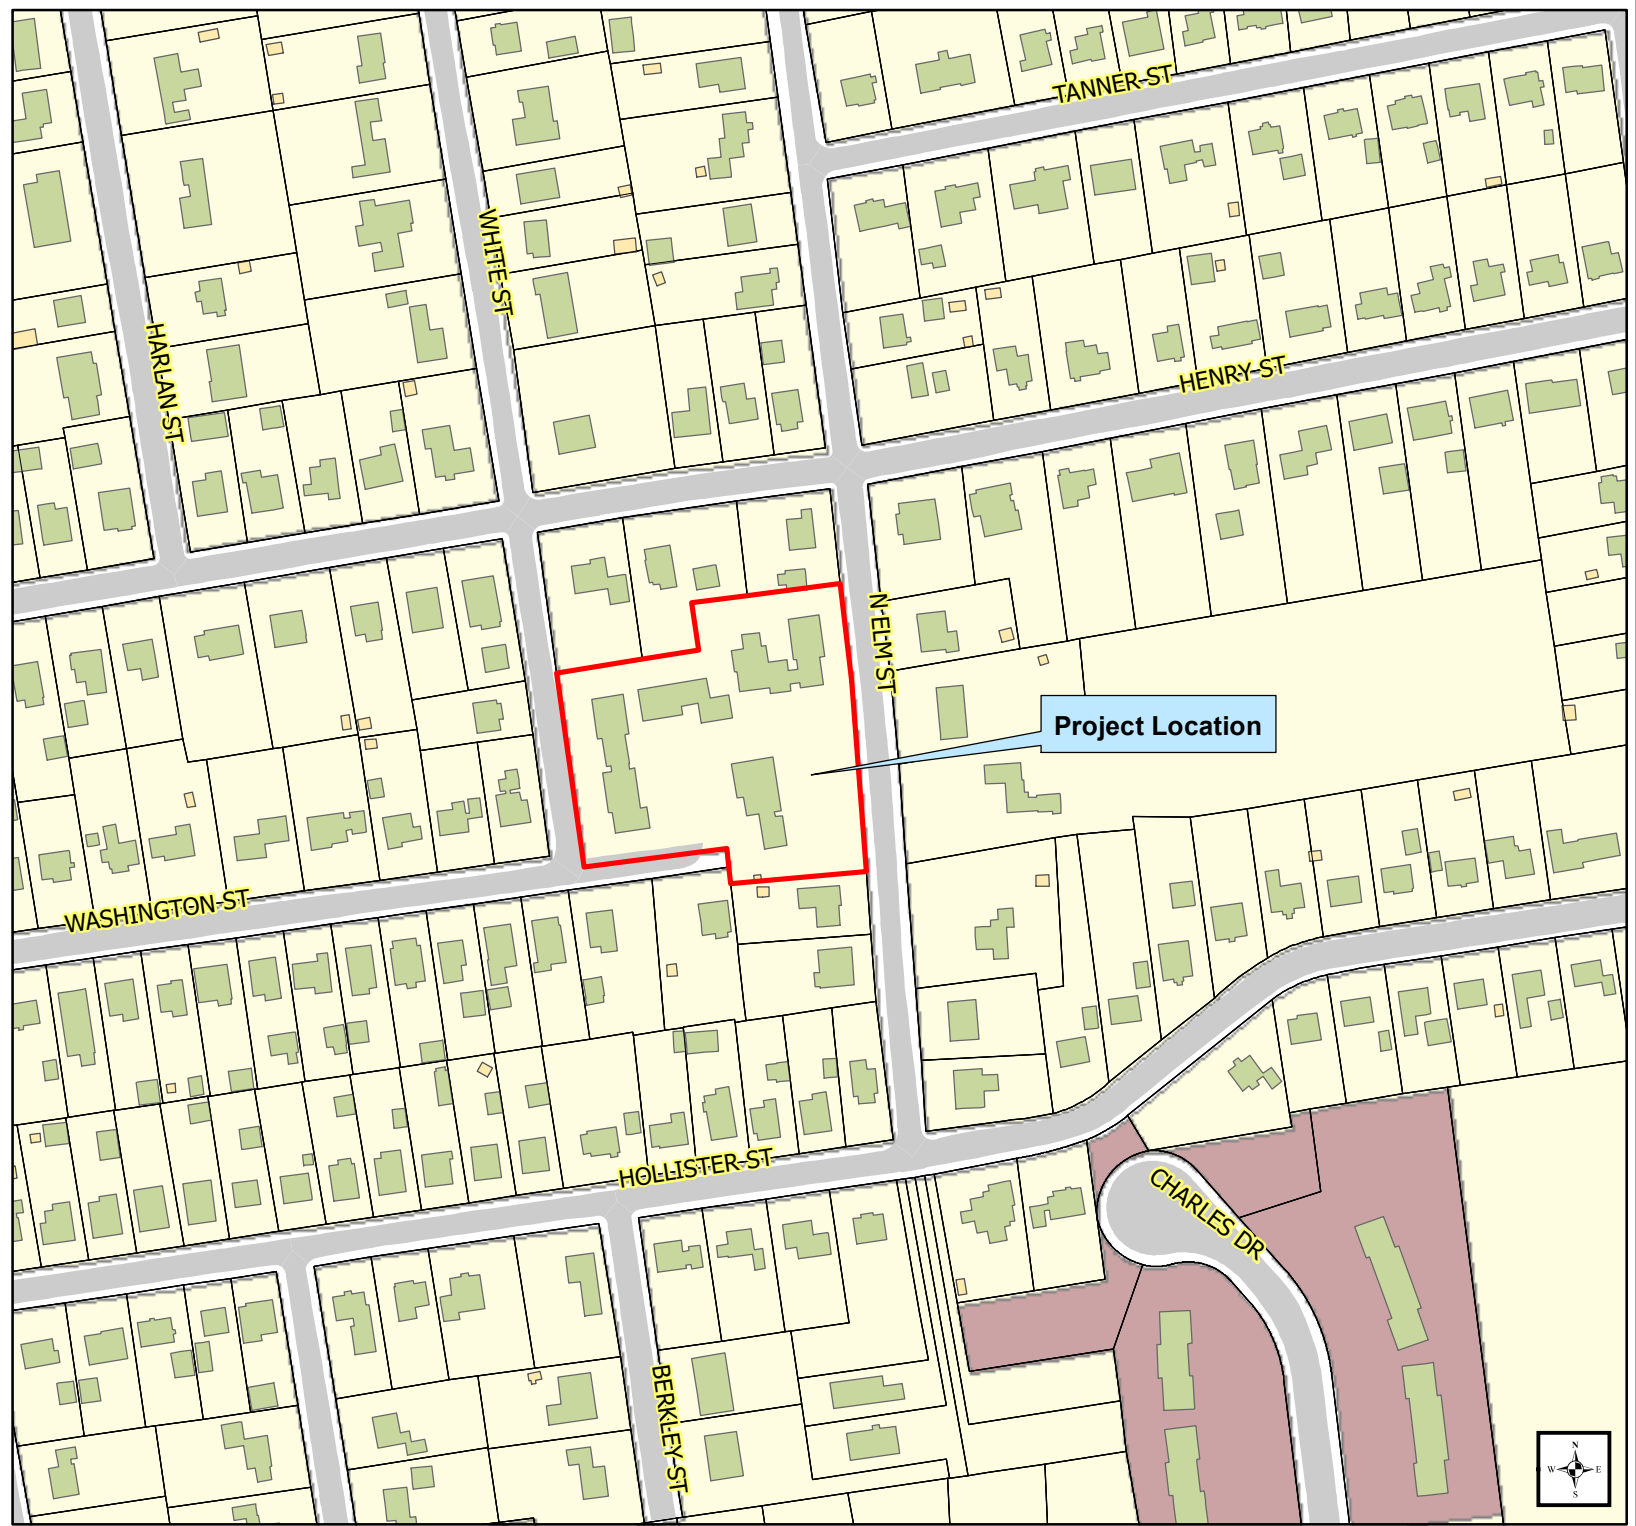 TANNER ST
WHITE ST
HARLAN ST
HENRY ST
N ELM ST
Project Location
WASHINGTON ST
HOLLISTER ST
CHARLES DR
BERKLEY ST
N
W E
S